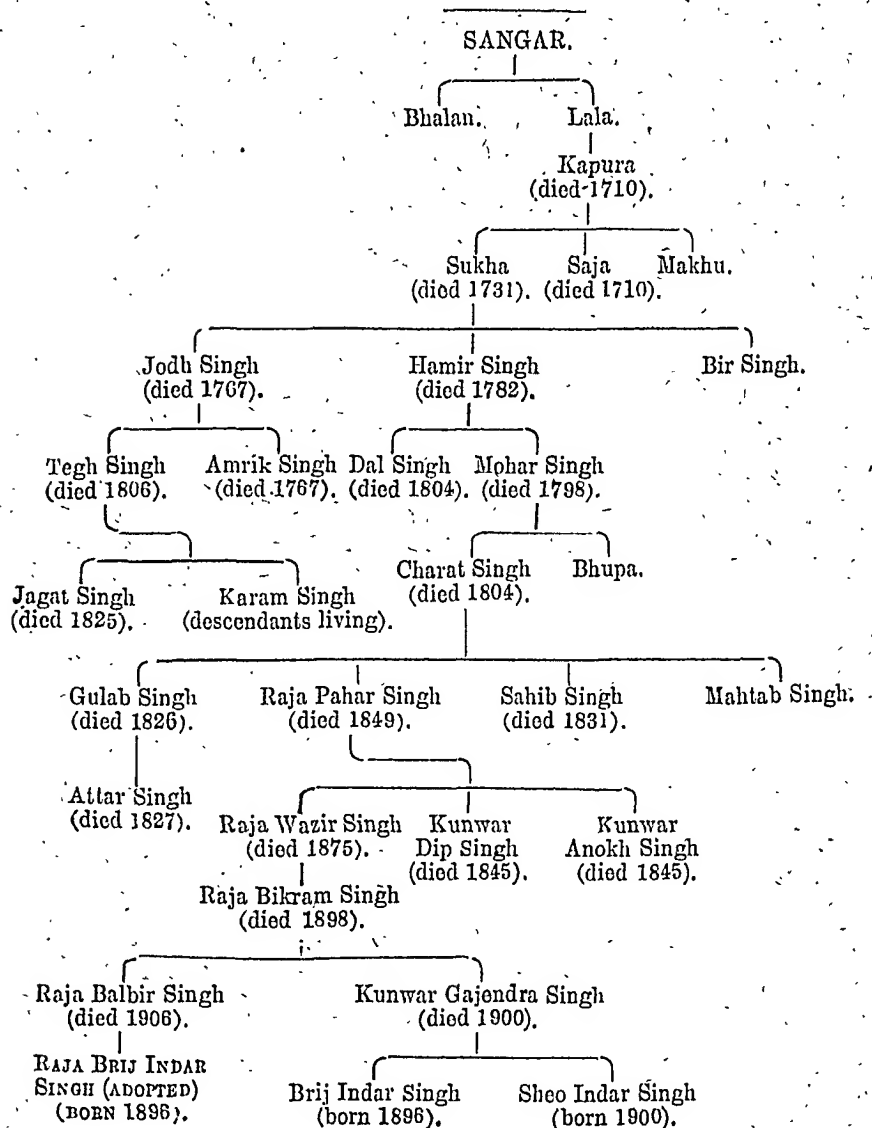 SANGAR.
Bhalan. Lala.
Kapura
(died 1710).
Sukha Saja Makhu.
(died 1731). (died 1710).
Jodh Singh Hamir Singh Bir Singh.
(died 1767). (died 1782).
Tegh Singh Amrik Singh Dal Singh Mohar Singh
(died 1806). (died 1767). (died 1804). (died 1798).
Charat Singh Bhupa.
(died 1804).
Jagat Singh Karam Singh
(died 1825). (descendants living).
Gulab Singh Raja Pahar Singh Sahib Singh Mahtab Singh.
(died 1826). (died 1849). (died 1831).
Attar Singh
(died 1827).
Raja Wazir Singh Kunwar Kunwar
(died 1875). Dip Singh Anokh Singh
(died 1845). (died 1845).
Raja Bikram Singh
(died 1898).
Raja Balbir Singh Kunwar Gajendra Singh
(died 1906). (died 1900).
RAJA BRIJ INDAR
SINGH (ADOPTED)
(BORN 1896).
Brij Indar Singh Sheo Indar Singh
(born 1896). (born 1900).